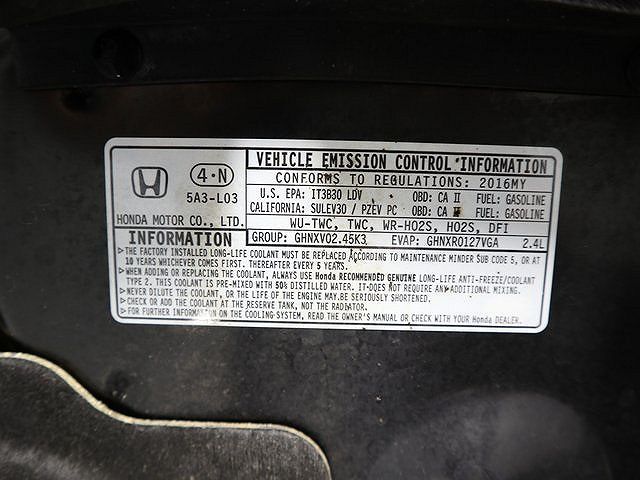 4·N
5A3-L03
HONDA MOTOR CO., LTD.
VEHICLE EMISSION CONTROL INFORMATION
CONFORMS TO REGULATIONS: 2016MY
U.S. EPA: IT3B30 LDV OBD: CA II FUEL: GASOLINE
CALIFORNIA: SULEV30 / PZEV PC OBD: CA II FUEL: GASOLINE
WU-TWC, TWC, WR-HO2S, HO2S, DFI
GROUP: GHNXV02.45K3 EVAP: GHNXR0127VGA 2.4L
INFORMATION
▷THE FACTORY INSTALLED LONG-LIFE COOLANT MUST BE REPLACED ACCORDING TO MAINTENANCE MINDER SUB CODE 5, OR AT
10 YEARS WHICHEVER COMES FIRST. THEREAFTER EVERY 5 YEARS.
▷WHEN ADDING OR REPLACING THE COOLANT, ALWAYS USE Honda RECOMMENDED GENUINE LONG-LIFE ANTI-FREEZE/COOLANT
TYPE 2. THIS COOLANT IS PRE-MIXED WITH 50% DISTILLED WATER. IT DOES NOT REQUIRE ANY ADDITIONAL MIXING.
▷NEVER DILUTE THE COOLANT, OR THE LIFE OF THE ENGINE MAY BE SERIOUSLY SHORTENED.
▷CHECK OR ADD THE COOLANT AT THE RESERVE TANK, NOT THE RADIATOR.
▷FOR FURTHER INFORMATION ON THE COOLING SYSTEM, READ THE OWNER'S MANUAL OR CHECK WITH YOUR Honda DEALER.